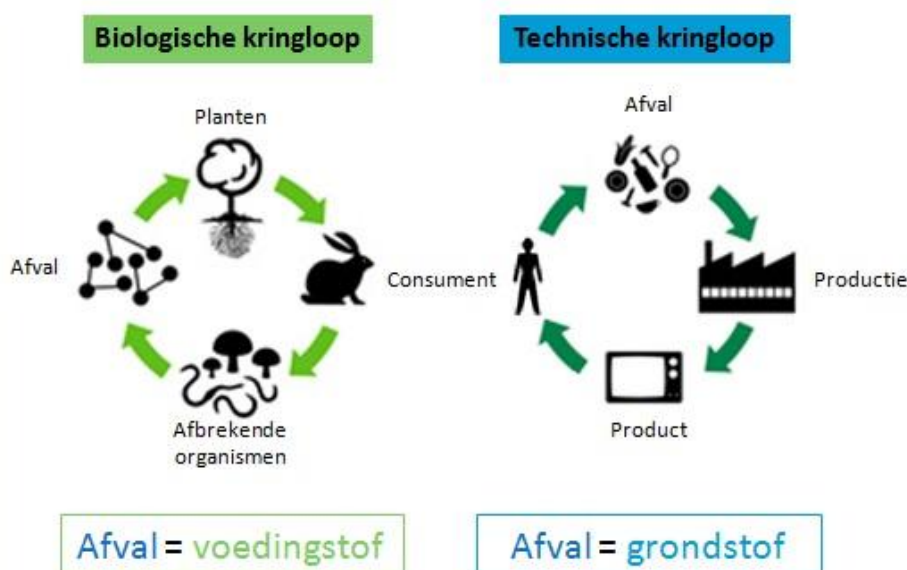 Biologische kringloop
Planten
Afval
Consument
Afbrekende
organismen
Afval = voedingstof
Technische kringloop
Afval
Productie
Product
Afval = grondstof